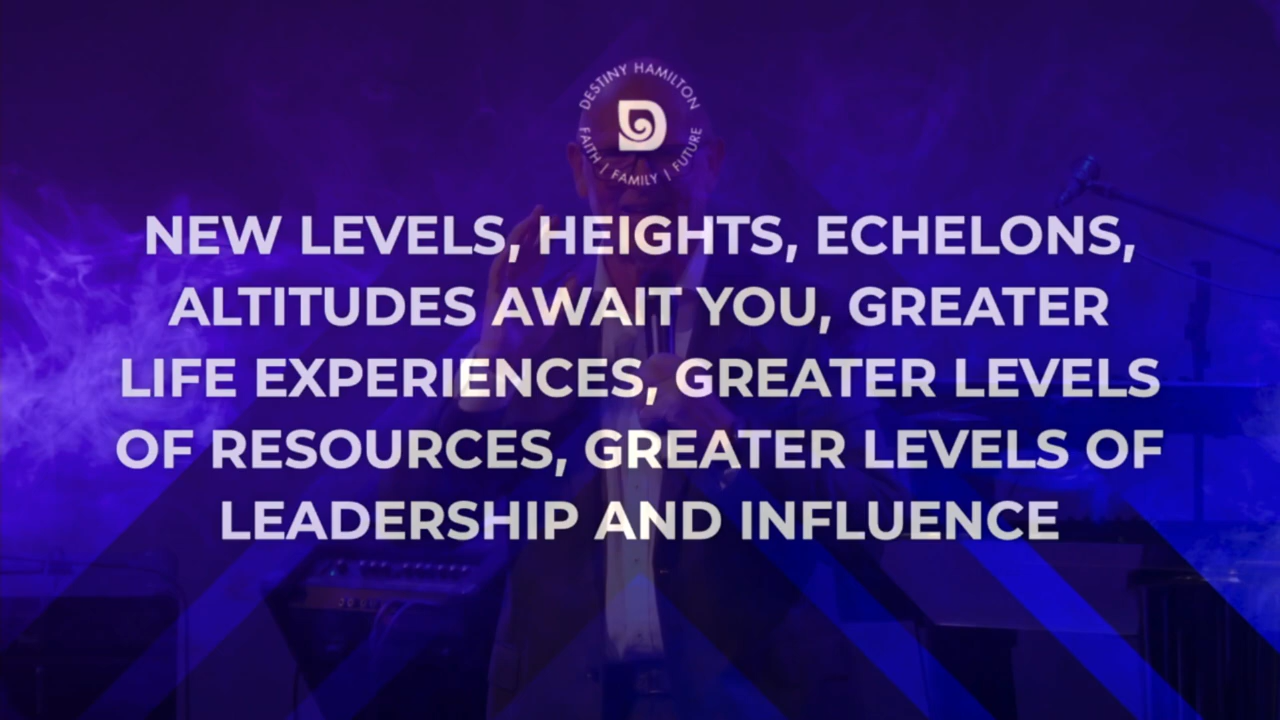 DESTINY HAMILTON
D
FAITH | FAMILY | FUTURE
NEW LEVELS, HEIGHTS, ECHELONS,
ALTITUDES AWAIT YOU, GREATER
LIFE EXPERIENCES, GREATER LEVELS
OF RESOURCES, GREATER LEVELS OF
LEADERSHIP AND INFLUENCE